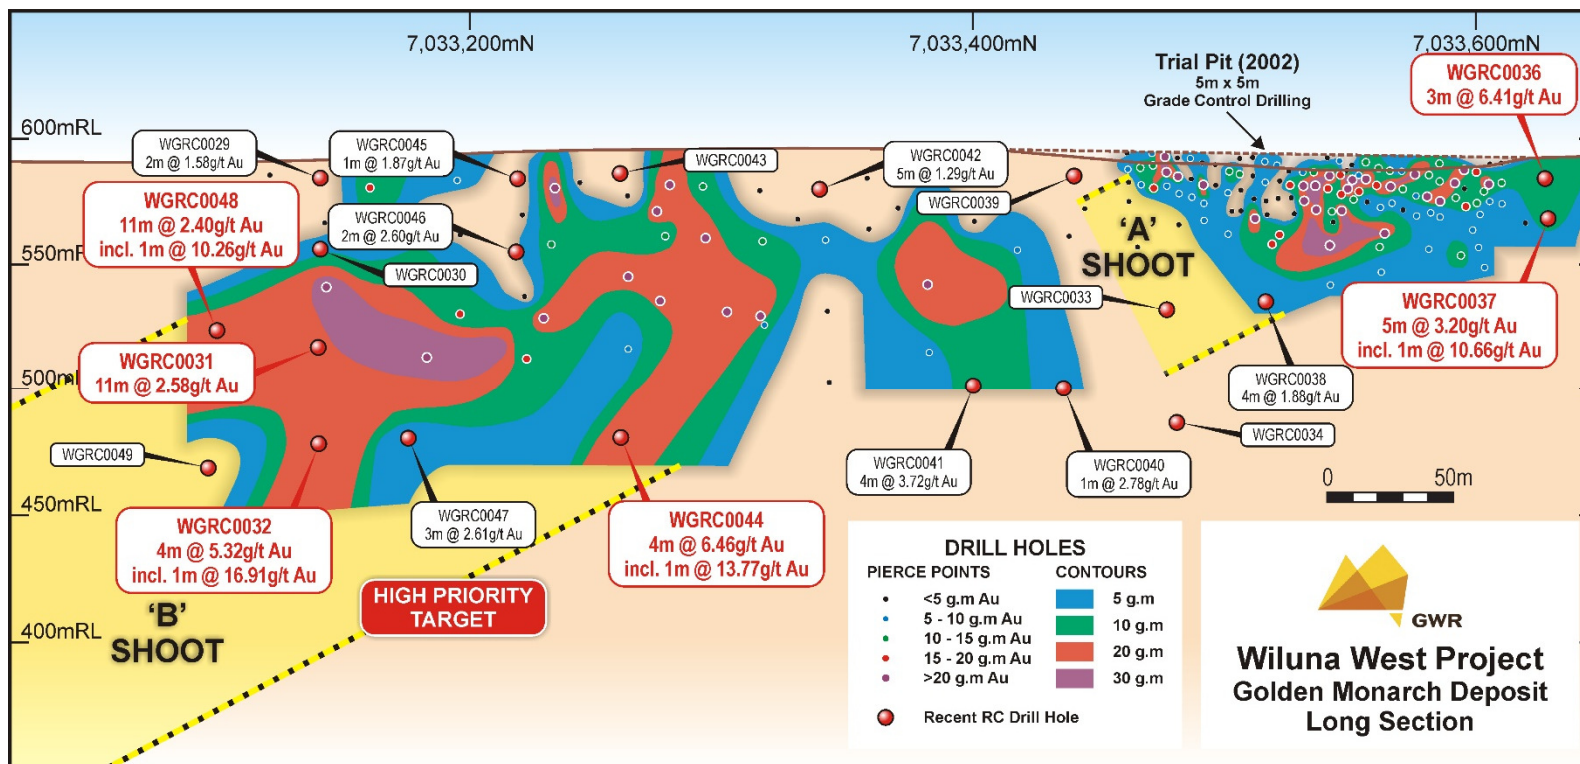 7,033,200mN
7,033,400mN
7,033,600mN
Trial Pit (2002)
5m x 5m
Grade Control Drilling
WGRC0036
3m @ 6.41g/t Au
600mRL
WGRC0029
2m @ 1.58g/t Au
WGRC0045
1m @ 1.87g/t Au
WGRC0043
WGRC0042
5m @ 1.29g/t Au
WGRC0039
WGRC0048
11m @ 2.40g/t Au
incl. 1m @ 10.26g/t Au
WGRC0046
2m @ 2.60g/t Au
WGRC0030
'A'
SHOOT
550mRL
WGRC0033
WGRC0037
5m @ 3.20g/t Au
incl. 1m @ 10.66g/t Au
WGRC0031
11m @ 2.58g/t Au
500mRL
WGRC0038
4m @ 1.88g/t Au
WGRC0034
WGRC0049
WGRC0041
4m @ 3.72g/t Au
WGRC0040
1m @ 2.78g/t Au
0 50m
450mRL
WGRC0032
4m @ 5.32g/t Au
incl. 1m @ 16.91g/t Au
WGRC0047
3m @ 2.61g/t Au
WGRC0044
4m @ 6.46g/t Au
incl. 1m @ 13.77g/t Au
HIGH PRIORITY
TARGET
'B'
SHOOT
400mRL
DRILL HOLES
PIERCE POINTS CONTOURS
<5 g.m Au 5 g.m
5 - 10 g.m Au 10 g.m
10 - 15 g.m Au 20 g.m
15 - 20 g.m Au 30 g.m
>20 g.m Au
Recent RC Drill Hole
GWR
Wiluna West Project
Golden Monarch Deposit
Long Section